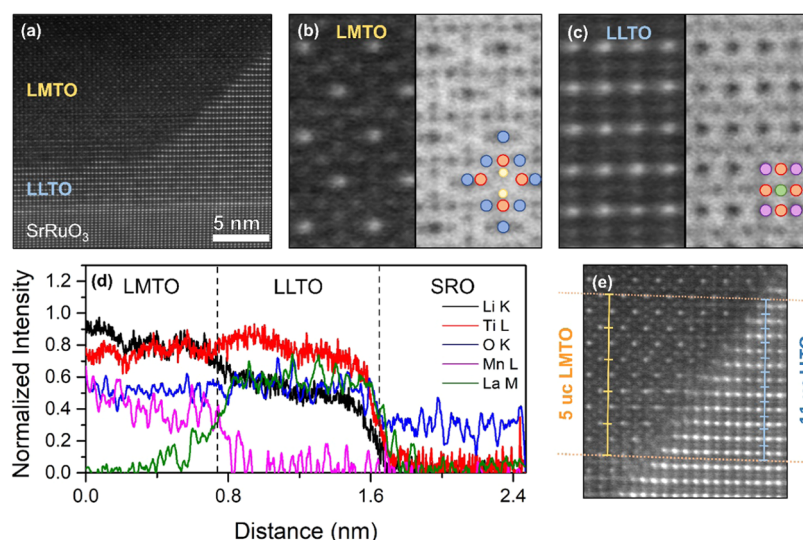 (a)
LMTO
LLTO
SrRuO₃
5 nm
(b)
LMTO
(c)
LLTO
(d)
Normalized Intensity
1.2
1.0
0.8
0.6
0.4
0.2
0.0
LMTO
LLTO
SRO
Li K
Ti L
O K
Mn L
La M
0.0
0.8
1.6
2.4
Distance (nm)
(e)
5 uc LMTO